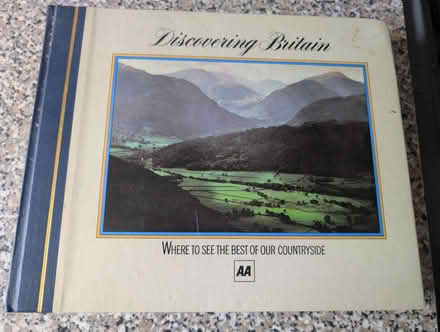 Discovering Britain
WHERE TO SEE THE BEST OF OUR COUNTRYSIDE
AA